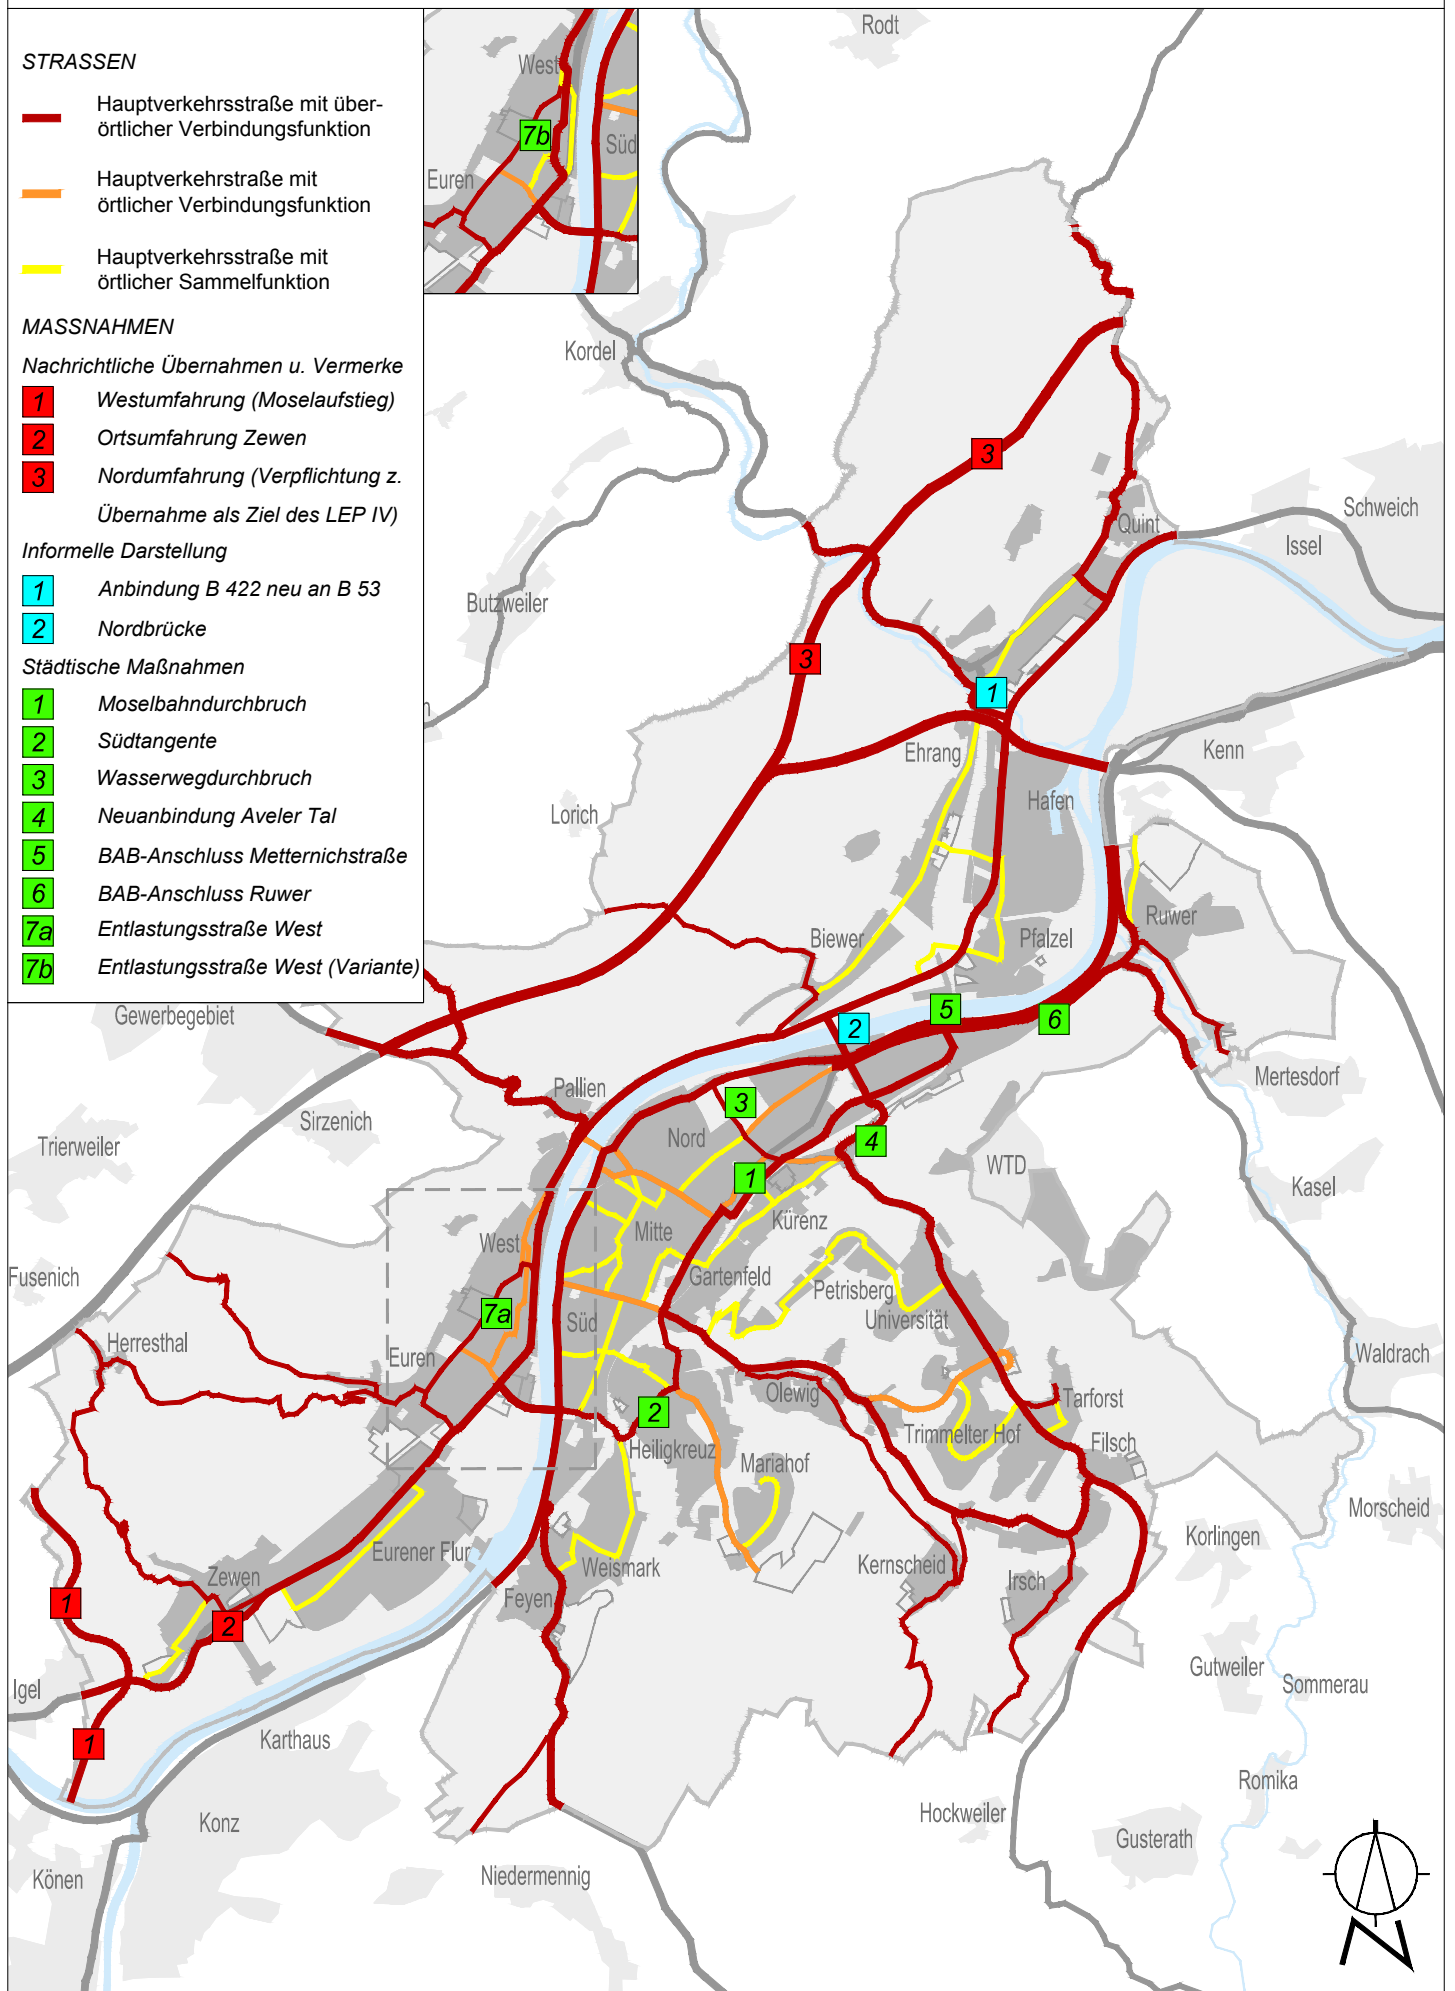 STRASSEN
Hauptverkehrsstraße mit über-
örtlicher Verbindungsfunktion
Hauptverkehrstraße mit
örtlicher Verbindungsfunktion
Hauptverkehrsstraße mit
örtlicher Sammelfunktion
MASSNAHMEN
Nachrichtliche Übernahmen u. Vermerke
1 Westumfahrung (Moselaufstieg)
2 Ortsumfahrung Zewen
3 Nordumfahrung (Verpflichtung z.
Übernahme als Ziel des LEP IV)
Informelle Darstellung
1 Anbindung B 422 neu an B 53
2 Nordbrücke
Städtische Maßnahmen
1 Moselbahndurchbruch
2 Südtangente
3 Wasserwegdurchbruch
4 Neuanbindung Aveler Tal
5 BAB-Anschluss Metternichstraße
6 BAB-Anschluss Ruwer
7a Entlastungsstraße West
7b Entlastungsstraße West (Variante)
West
7b
Süd
Euren
Rodt
Kordel
3
Schweich
Quint
Issel
Butzweiler
3
1
Kenn
Ehrang
Hafen
Lorich
Ruwer
Biewer
Pfalzel
5
6
2
Gewerbegebiet
Mertesdorf
Pallien
3
Sirzenich
Trierweiler
Nord
4
WTD
1
Kasel
Kürenz
Mitte
West
Fusenich
Gartenfeld
Petrisberg
7a
Universität
Süd
Herresthal
Euren
Waldrach
Olewig
Tarforst
2
Trimmelter Hof
Filsch
Heiligkreuz
Mariahof
Morscheid
Korlingen
Eurener Flur
Weismark
Kernscheid
Zewen
Irsch
1
Feyen
2
Gutweiler
Igel
Sommerau
1
Karthaus
Romika
Konz
Hockweiler
Gusterath
Könen
Niedermennig
N